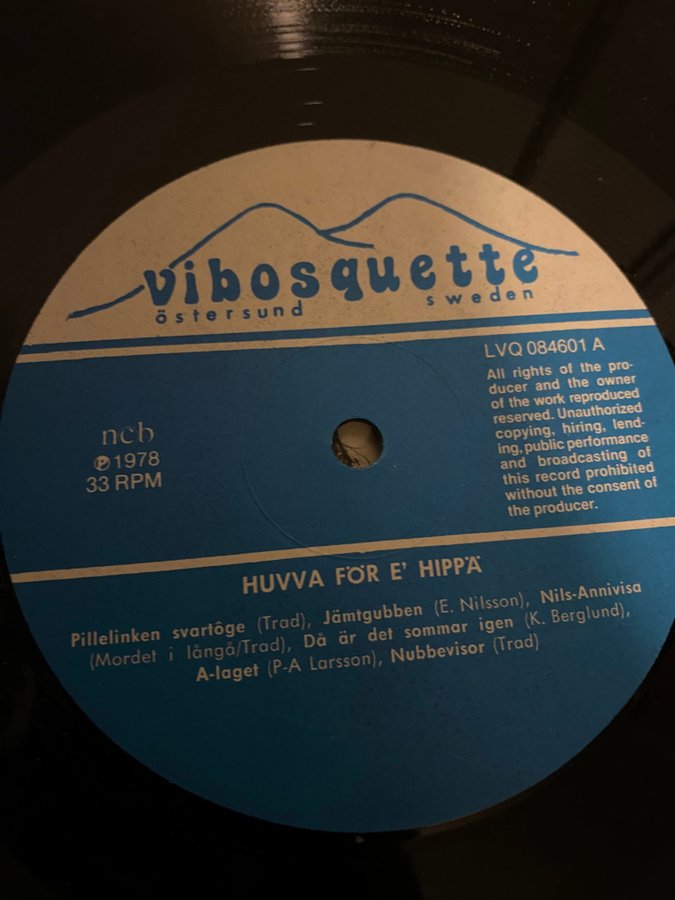 vibosquette
östersund sweden
LVQ 084601 A
All rights of the pro-
ducer and the owner
of the work reproduced
reserved. Unauthorized
copying, hiring, lend-
ing, public performance
and broadcasting of
this record prohibited
without the consent of
the producer.
ncb
Ⓟ 1978
33 RPM
HUVVA FÖR E' HIPPÄ
Pillelinken svartôge (Trad), Jämtgubben (E. Nilsson), Nils-Annivisa
(Mordet i långå/Trad), Då är det sommar igen (K. Berglund),
A-laget (P-A Larsson), Nubbevisor (Trad)